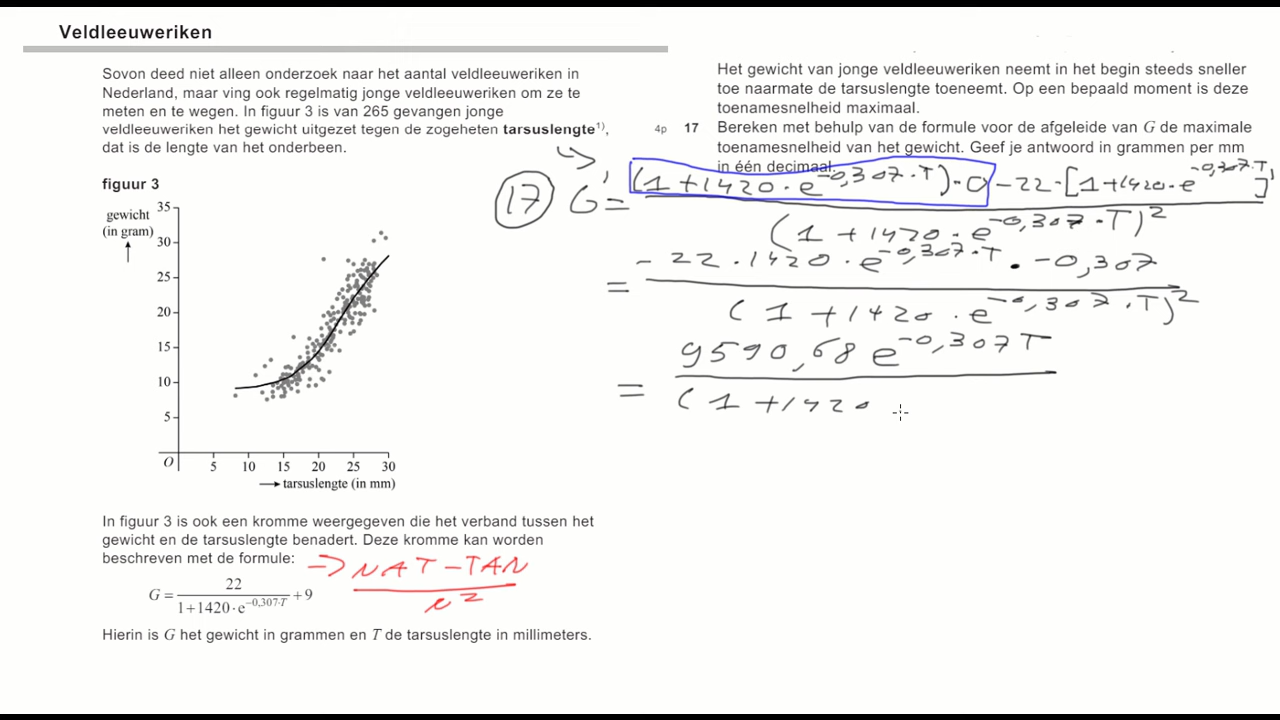 Veldleeuweriken
Sovon deed niet alleen onderzoek naar het aantal veldleeuweriken in
Nederland, maar ving ook regelmatig jonge veldleeuweriken om ze te
meten en te wegen. In figuur 3 is van 265 gevangen jonge
veldleeuweriken het gewicht uitgezet tegen de zogeheten tarsuslengte¹⁾,
dat is de lengte van het onderbeen.
figuur 3
gewicht
(in gram)
35
30
25
20
15
10
5
O
5 10 15 20 25 30
tarsuslengte (in mm)
In figuur 3 is ook een kromme weergegeven die het verband tussen het
gewicht en de tarsuslengte benadert. Deze kromme kan worden
beschreven met de formule:
→ NAT - TAN
n²
G = 22 / (1 + 1420 · e^(−0,307·T)) + 9
Hierin is G het gewicht in grammen en T de tarsuslengte in millimeters.
Het gewicht van jonge veldleeuweriken neemt in het begin steeds sneller
toe naarmate de tarsuslengte toeneemt. Op een bepaald moment is deze
toenamesnelheid maximaal.
4p 17 Bereken met behulp van de formule voor de afgeleide van G de maximale
toenamesnelheid van het gewicht. Geef je antwoord in grammen per mm
in één decimaal.
17 G' = (1+1420·e^(-0,307·T))·0 - 22·[1+1420·e^(-0,307·T)]'
(1+1420·e^(-0,307·T))²
= -22·1420·e^(-0,307·T) · -0,307
(1+1420·e^(-0,307·T))²
= 9590,68 e^(-0,307T)
(1+1420